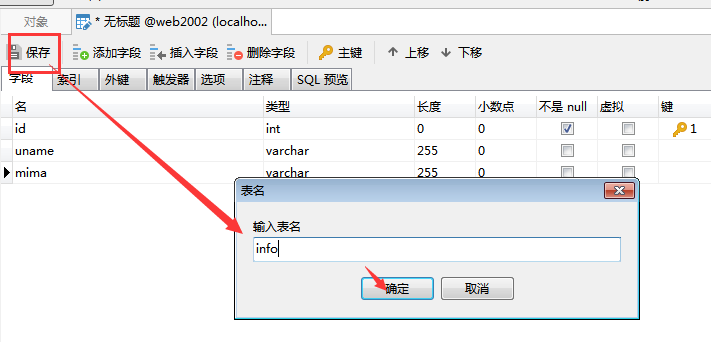 对象 * 无标题 @web2002 (localho...
保存 添加字段 插入字段 删除字段 主键 上移 下移
字段 索引 外键 触发器 选项 注释 SQL 预览
名 类型 长度 小数点 不是 null 虚拟 键
id int 0 0 1
uname varchar 255 0
mima varchar 255 0
表名
输入表名
info
确定 取消